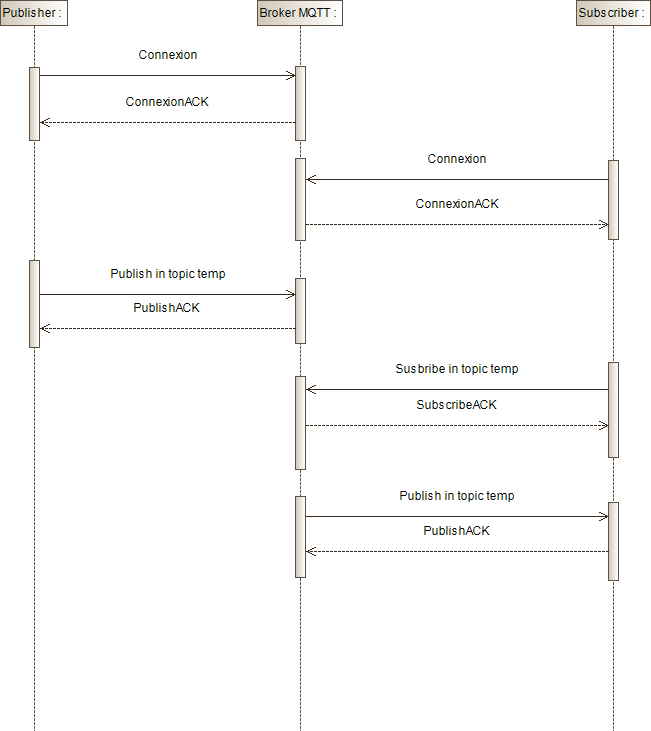 Publisher :
Broker MQTT :
Subscriber :
Connexion
ConnexionACK
Connexion
ConnexionACK
Publish in topic temp
PublishACK
Susbribe in topic temp
SubscribeACK
Publish in topic temp
PublishACK